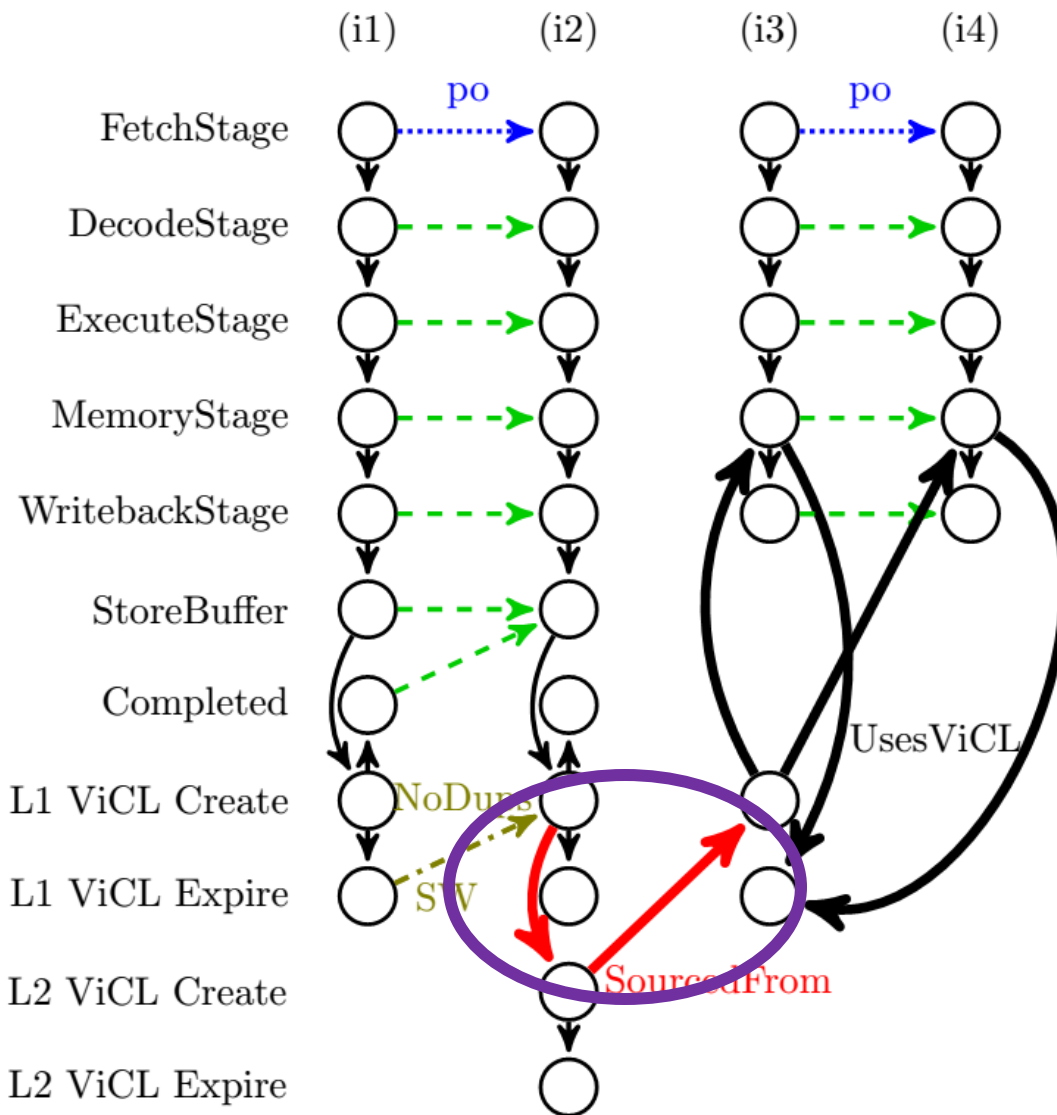 (i1) (i2) (i3) (i4)
po po
FetchStage
DecodeStage
ExecuteStage
MemoryStage
WritebackStage
StoreBuffer
Completed
UsesViCL
L1 ViCL Create
NoDups
L1 ViCL Expire
SW
L2 ViCL Create
SourcedFrom
L2 ViCL Expire